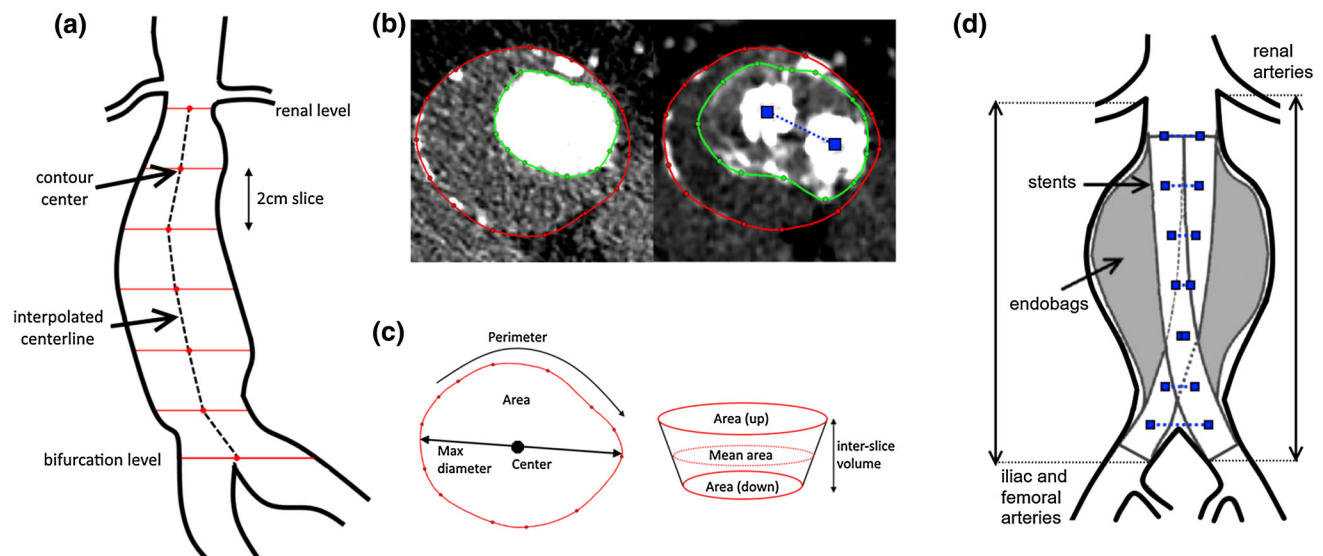 (a)
renal level
contour
center
2cm slice
interpolated
centerline
bifurcation level
(b)
(c)
Perimeter
Area
Max
diameter
Center
Area (up)
Mean area
Area (down)
inter-slice
volume
(d)
renal
arteries
stents
endobags
iliac and
femoral
arteries